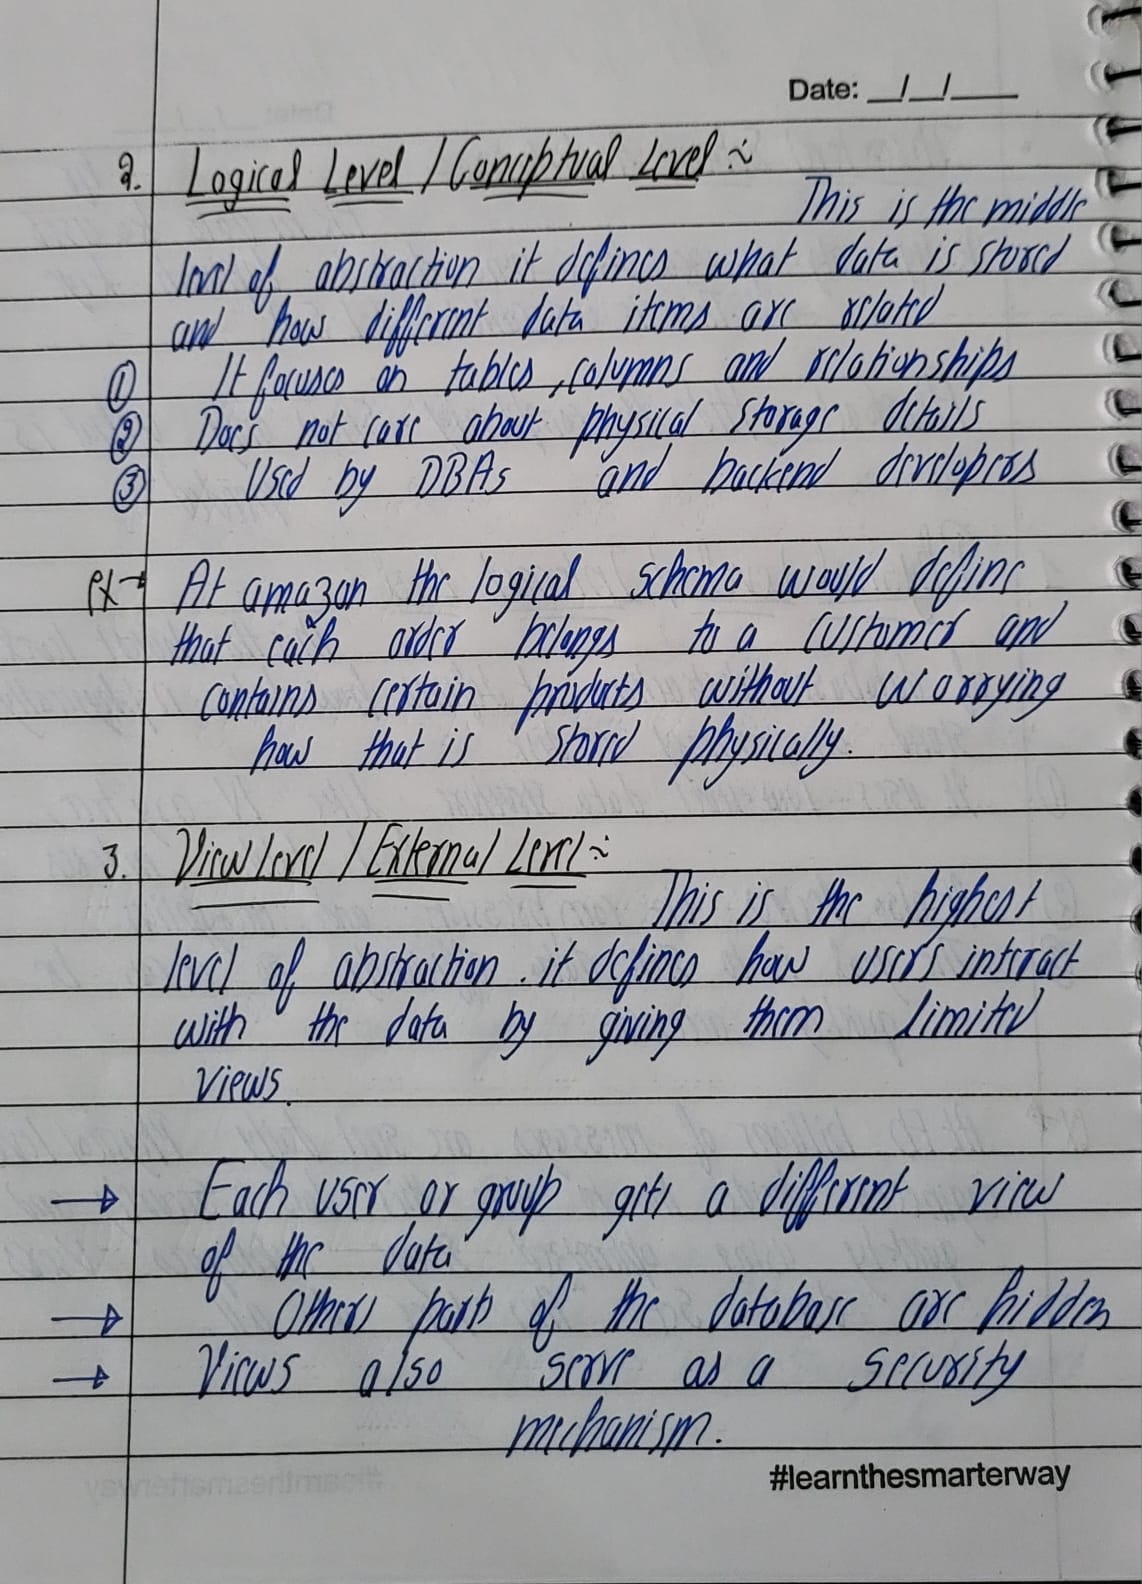 Date: __/__/____
2. Logical Level / Conceptual Level :-
This is the middle
level of abstraction it defines what data is stored
and how different data items are related
① It focuses on tables, columns and relationships
② Does not care about physical storage details
③ Used by DBAs and backend developers
ex→ At amazon the logical schema would define
that each order belongs to a customer and
contains certain products without worrying
how that is stored physically.
3. View Level / External Level :-
This is the highest
level of abstraction. it defines how users interact
with the data by giving them limited
views.
→ Each user or group gets a different view
of the data
→ Others parts of the database are hidden
→ Views also serve as a security
mechanism.
#learnthesmarterway